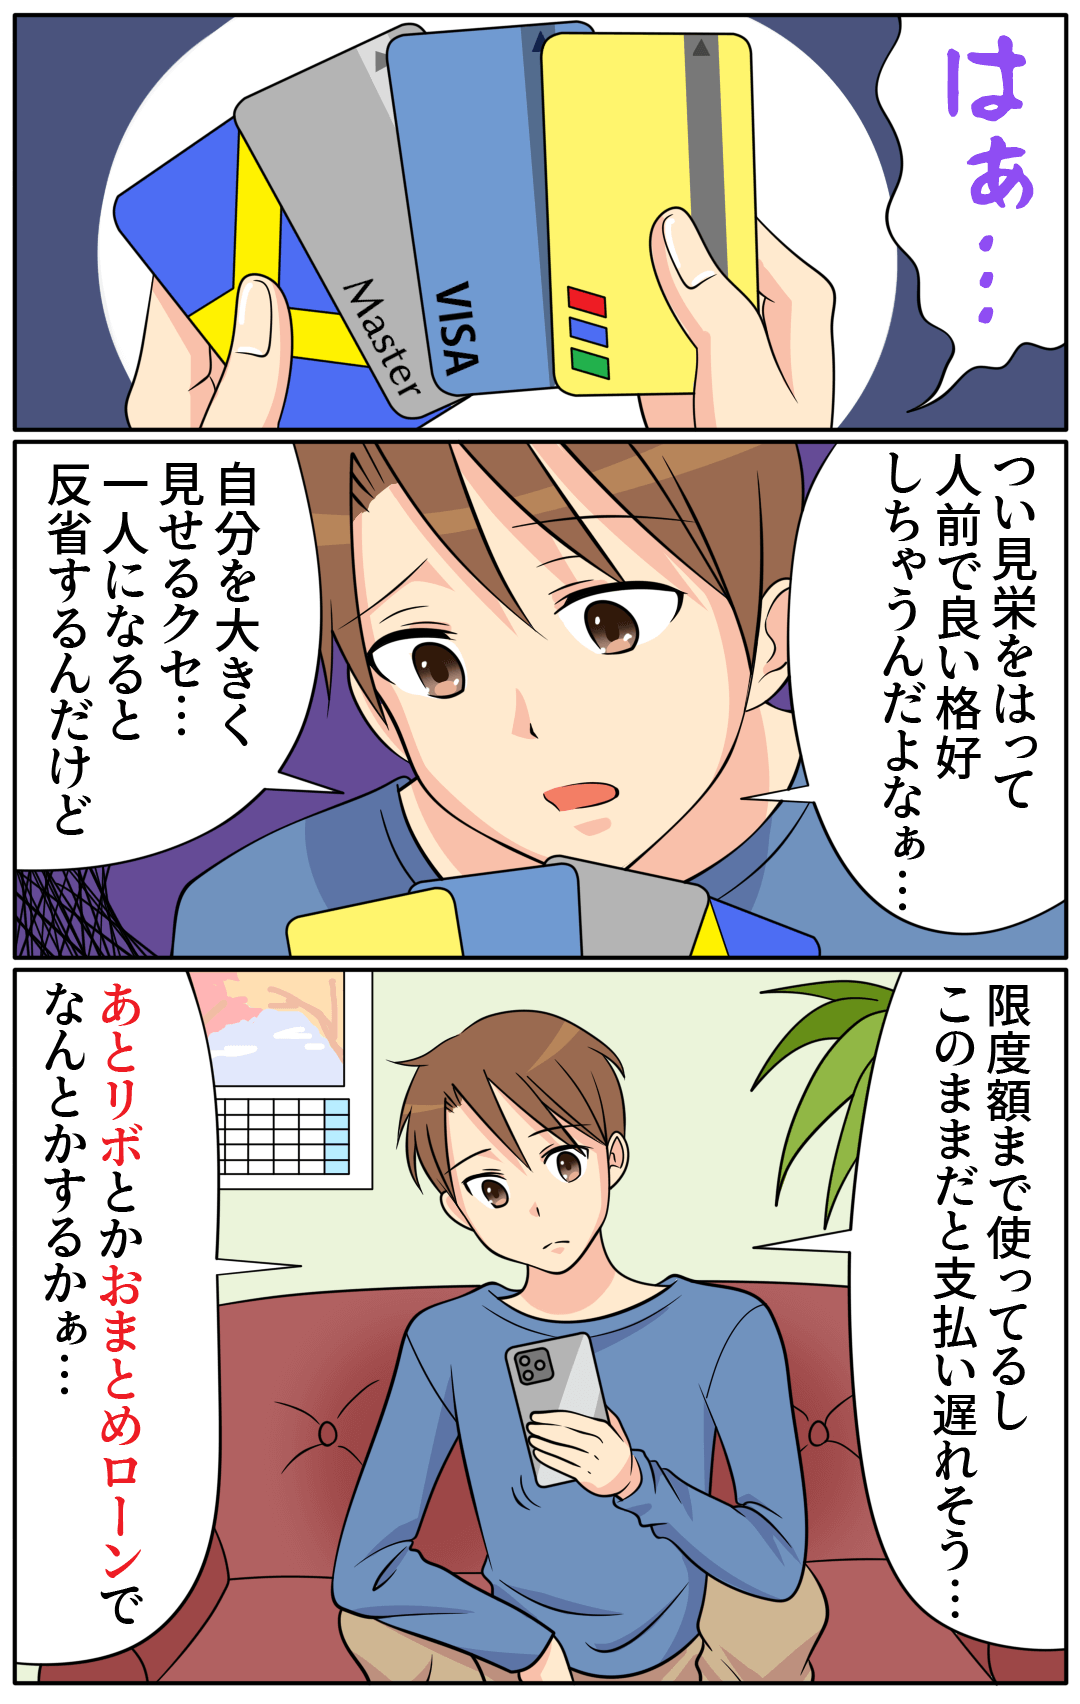 はぁ…
Master
VISA
つい見栄をはって
人前で良い格好
しちゃうんだよなぁ…
自分を大きく
見せるクセ…
一人になると
反省するんだけど
限度額まで使ってるし
このままだと支払い遅れそう…
あとリボとかおまとめローンで
なんとかするかぁ…